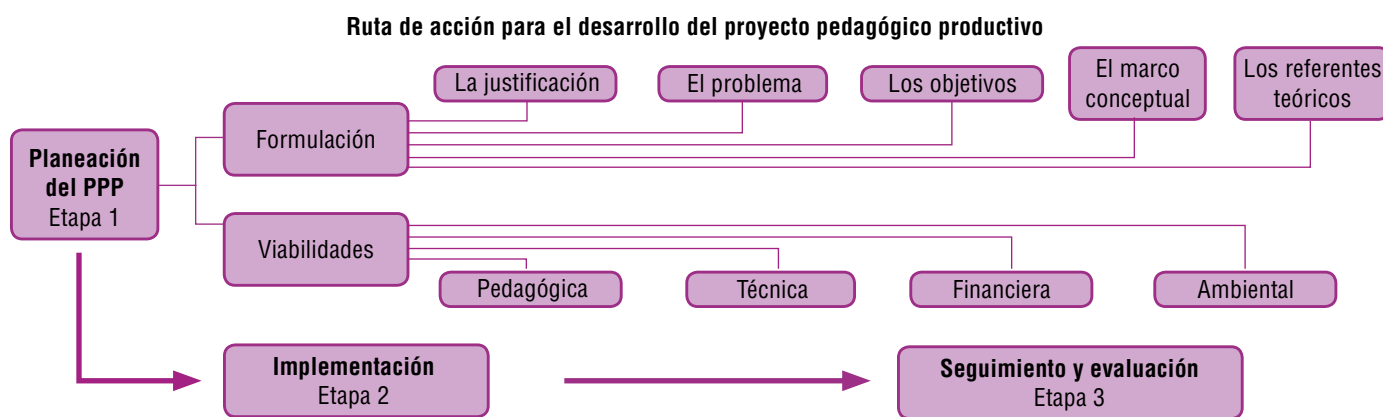 Ruta de acción para el desarrollo del proyecto pedagógico productivo
La justificación
El problema
Los objetivos
El marco
conceptual
Los referentes
teóricos
Formulación
Planeación
del PPP
Etapa 1
Viabilidades
Pedagógica
Técnica
Financiera
Ambiental
Implementación
Etapa 2
Seguimiento y evaluación
Etapa 3